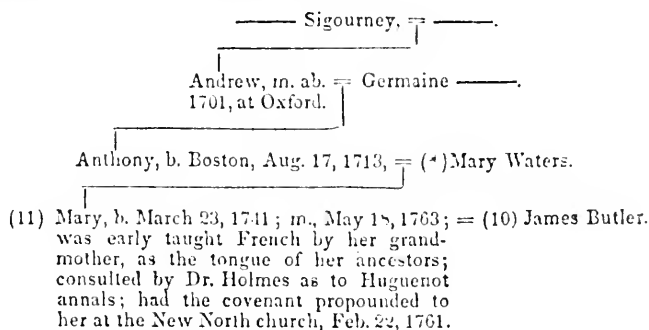 ——— Sigourney, = ———.
Andrew, m. ab. = Germaine ———.
1701, at Oxford.
Anthony, b. Boston, Aug. 17, 1713, = (*) Mary Waters.
(11) Mary, b. March 23, 1741; m., May 18, 1763; = (10) James Butler.
was early taught French by her grand-
mother, as the tongue of her ancestors;
consulted by Dr. Holmes as to Huguenot
annals; had the covenant propounded to
her at the New North church, Feb. 22, 1761.